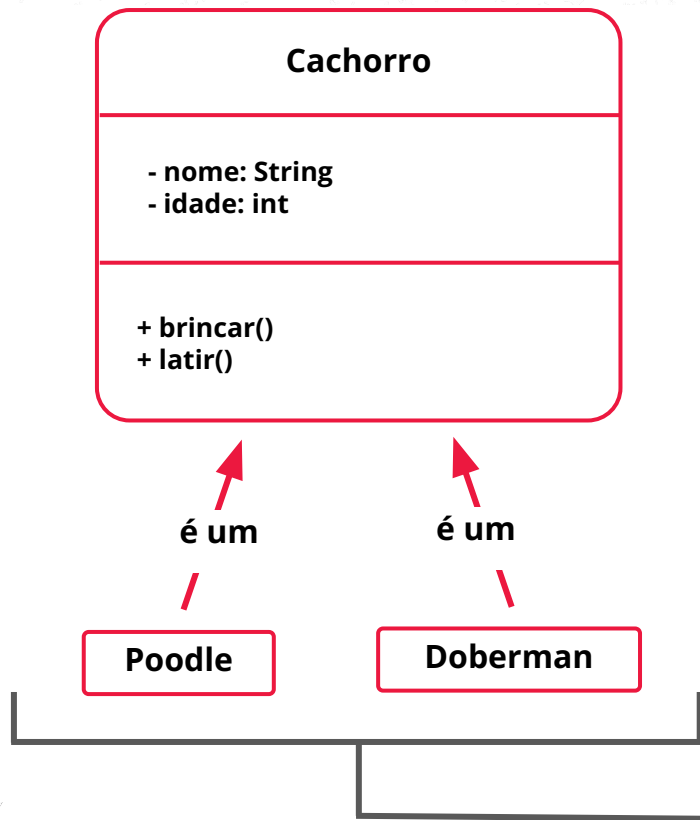 Cachorro
- nome: String
- idade: int
+ brincar()
+ latir()
é um
é um
Poodle
Doberman